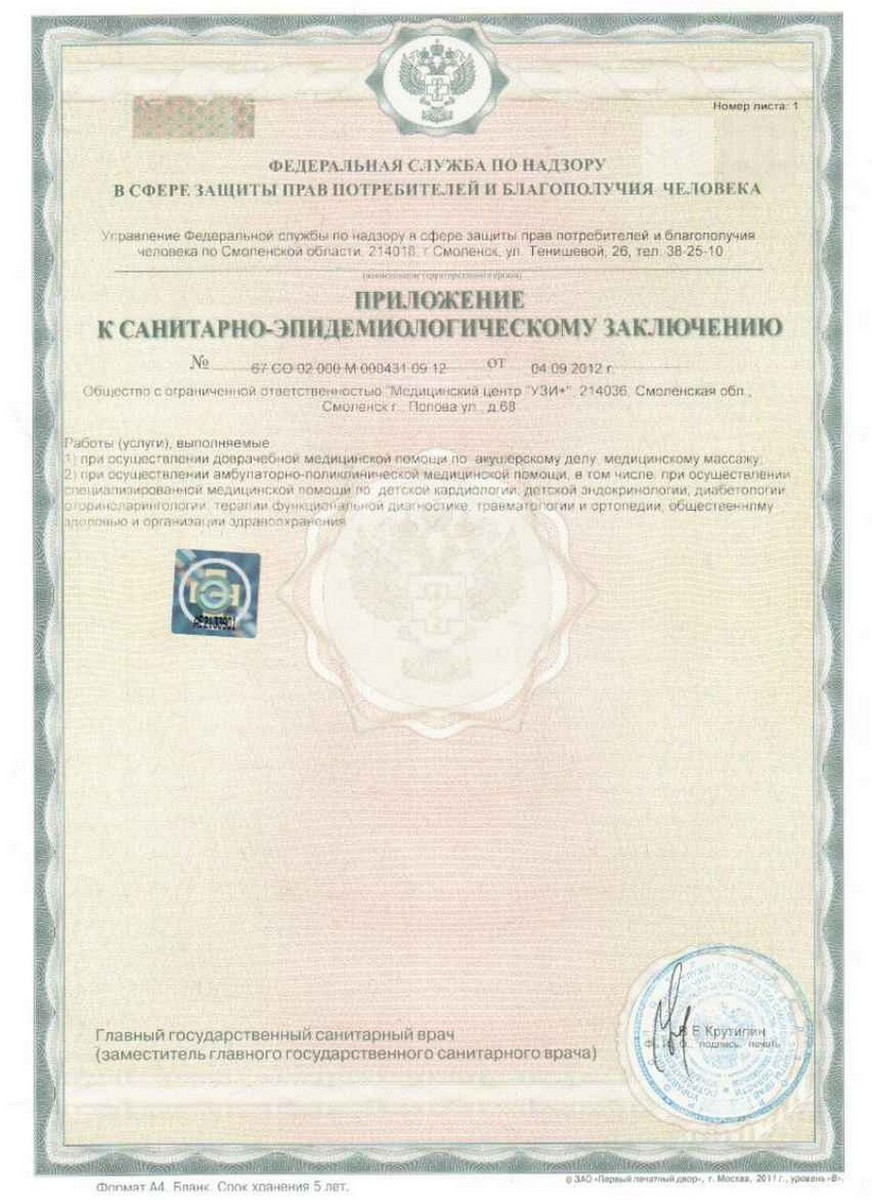 Номер листа: 1
ФЕДЕРАЛЬНАЯ СЛУЖБА ПО НАДЗОРУ
В СФЕРЕ ЗАЩИТЫ ПРАВ ПОТРЕБИТЕЛЕЙ И БЛАГОПОЛУЧИЯ ЧЕЛОВЕКА
Управление Федеральной службы по надзору в сфере защиты прав потребителей и благополучия
человека по Смоленской области, 214018, г Смоленск, ул. Тенишевой, 26, тел. 38-25-10
(наименование территориального органа)
ПРИЛОЖЕНИЕ
К САНИТАРНО-ЭПИДЕМИОЛОГИЧЕСКОМУ ЗАКЛЮЧЕНИЮ
№ 67 СО 02 000 М 000431 09 12 от 04 09 2012 г.
Общество с ограниченной ответственностью "Медицинский центр "УЗИ+", 214036, Смоленская обл.,
Смоленск г., Попова ул., д.68
Работы (услуги), выполняемые
1) при осуществлении доврачебной медицинской помощи по акушерскому делу, медицинскому массажу;
2) при осуществлении амбулаторно-поликлинической медицинской помощи, в том числе, при осуществлении
специализированной медицинской помощи по детской кардиологии, детской эндокринологии, диабетологии
оториноларингологии, терапии функциональной диагностике, травматологии и ортопедии, общественнлму
здоровью и организации здравоохранения
Главный государственный санитарный врач
(заместитель главного государственного санитарного врача)
В Е Крутилин
Ф. И. О., подпись, печать
Формат А4. Бланк. Срок хранения 5 лет.
© ЗАО «Первый печатный двор», г. Москва, 2011 г., уровень «В».